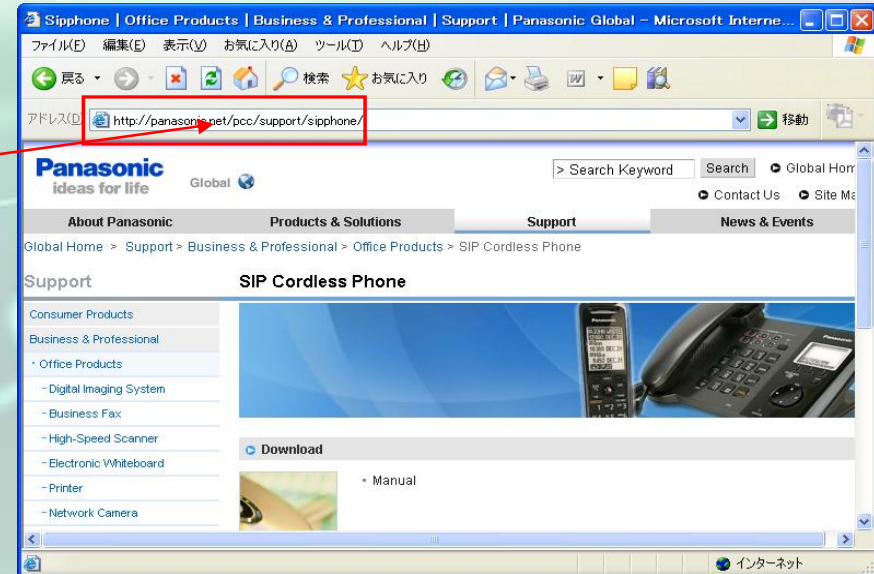 Sipphone | Office Products | Business & Professional | Support | Panasonic Global - Microsoft Interne...
ファイル(F) 編集(E) 表示(V) お気に入り(A) ツール(T) ヘルプ(H)
戻る 検索 お気に入り
アドレス(D) http://panasonic.net/pcc/support/sipphone/ 移動
Panasonic
ideas for life
Global
> Search Keyword Search Global Hom
Contact Us Site Ma
About Panasonic Products & Solutions Support News & Events
Global Home > Support > Business & Professional > Office Products > SIP Cordless Phone
Support SIP Cordless Phone
Consumer Products
Business & Professional
・Office Products
-Digital Imaging System
-Business Fax
-High-Speed Scanner
-Electronic Whiteboard
-Printer
-Network Camera
Download
・Manual
インターネット